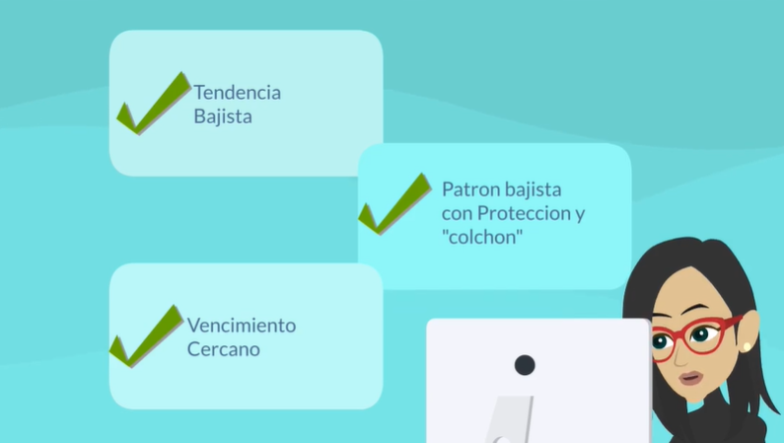 Tendencia
Bajista
Patron bajista
con Proteccion y
"colchon"
Vencimiento
Cercano